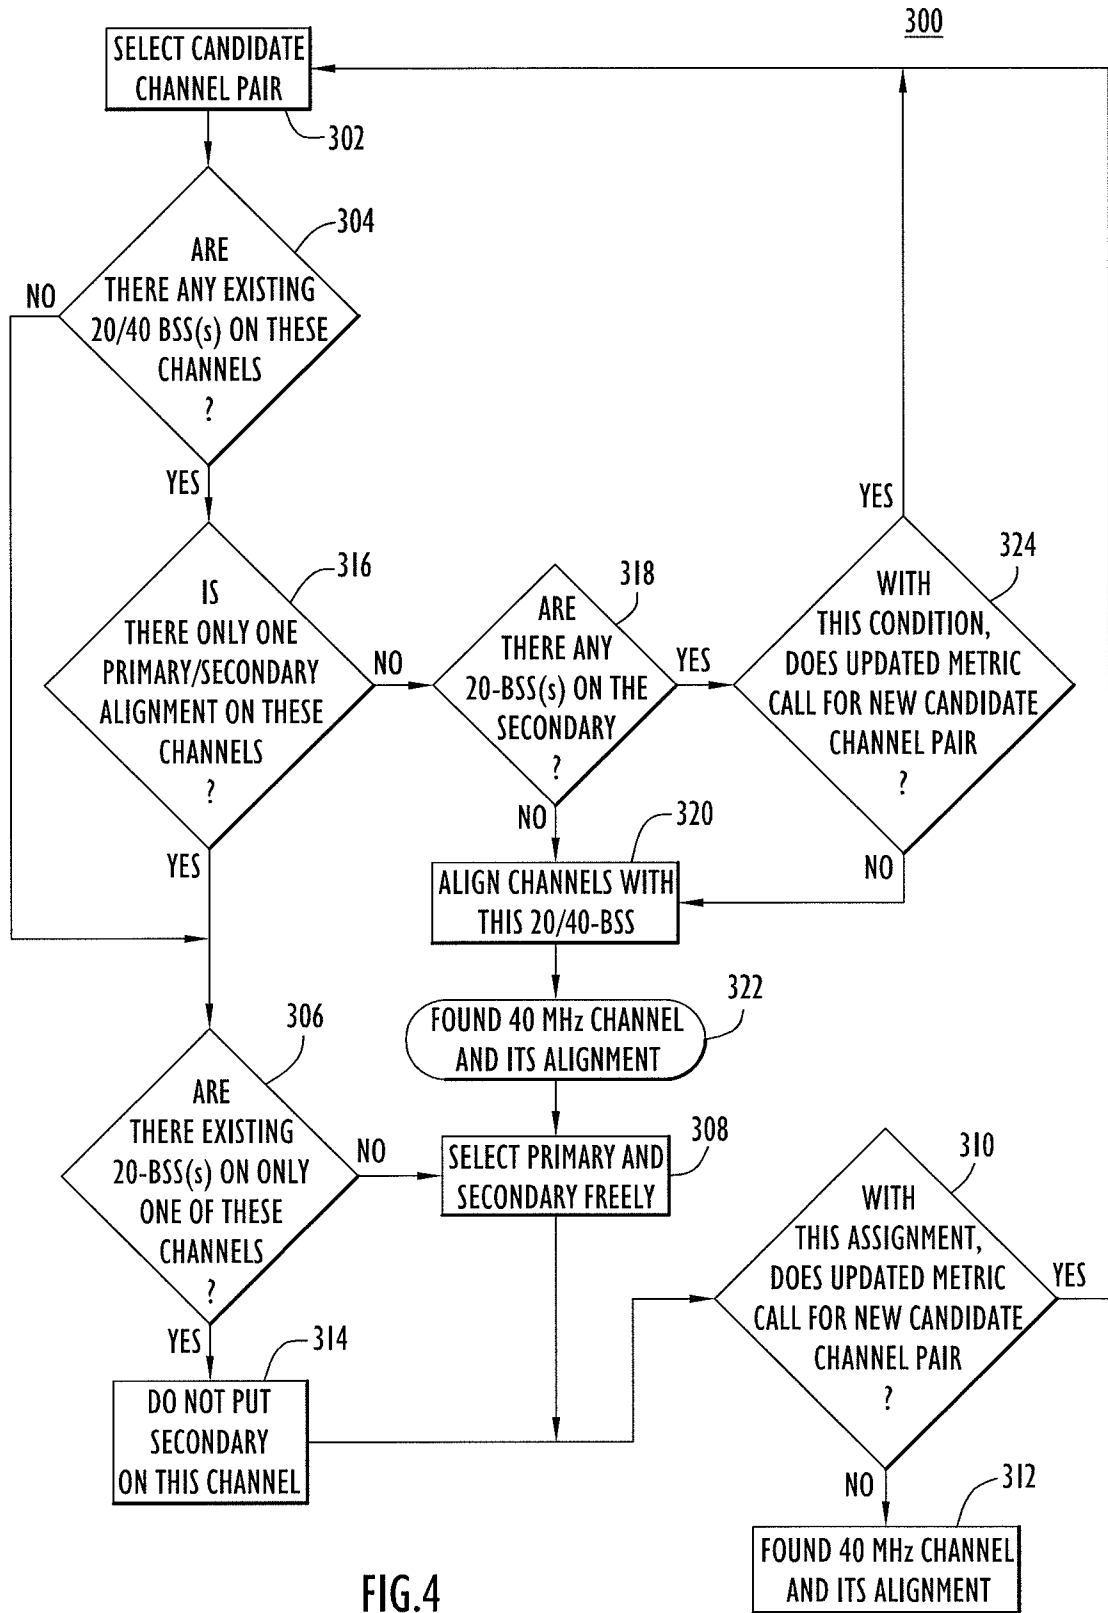 300
SELECT CANDIDATE
CHANNEL PAIR
302
304
ARE
THERE ANY EXISTING
20/40 BSS(s) ON THESE
CHANNELS
?
NO
YES
316
IS
THERE ONLY ONE
PRIMARY/SECONDARY
ALIGNMENT ON THESE
CHANNELS
?
NO
YES
318
ARE
THERE ANY
20-BSS(s) ON THE
SECONDARY
?
YES
NO
324
WITH
THIS CONDITION,
DOES UPDATED METRIC
CALL FOR NEW CANDIDATE
CHANNEL PAIR
?
YES
NO
320
ALIGN CHANNELS WITH
THIS 20/40-BSS
322
FOUND 40 MHz CHANNEL
AND ITS ALIGNMENT
306
ARE
THERE EXISTING
20-BSS(s) ON ONLY
ONE OF THESE
CHANNELS
?
NO
YES
308
SELECT PRIMARY AND
SECONDARY FREELY
310
WITH
THIS ASSIGNMENT,
DOES UPDATED METRIC
CALL FOR NEW CANDIDATE
CHANNEL PAIR
?
YES
NO
314
DO NOT PUT
SECONDARY
ON THIS CHANNEL
312
FOUND 40 MHz CHANNEL
AND ITS ALIGNMENT
FIG.4